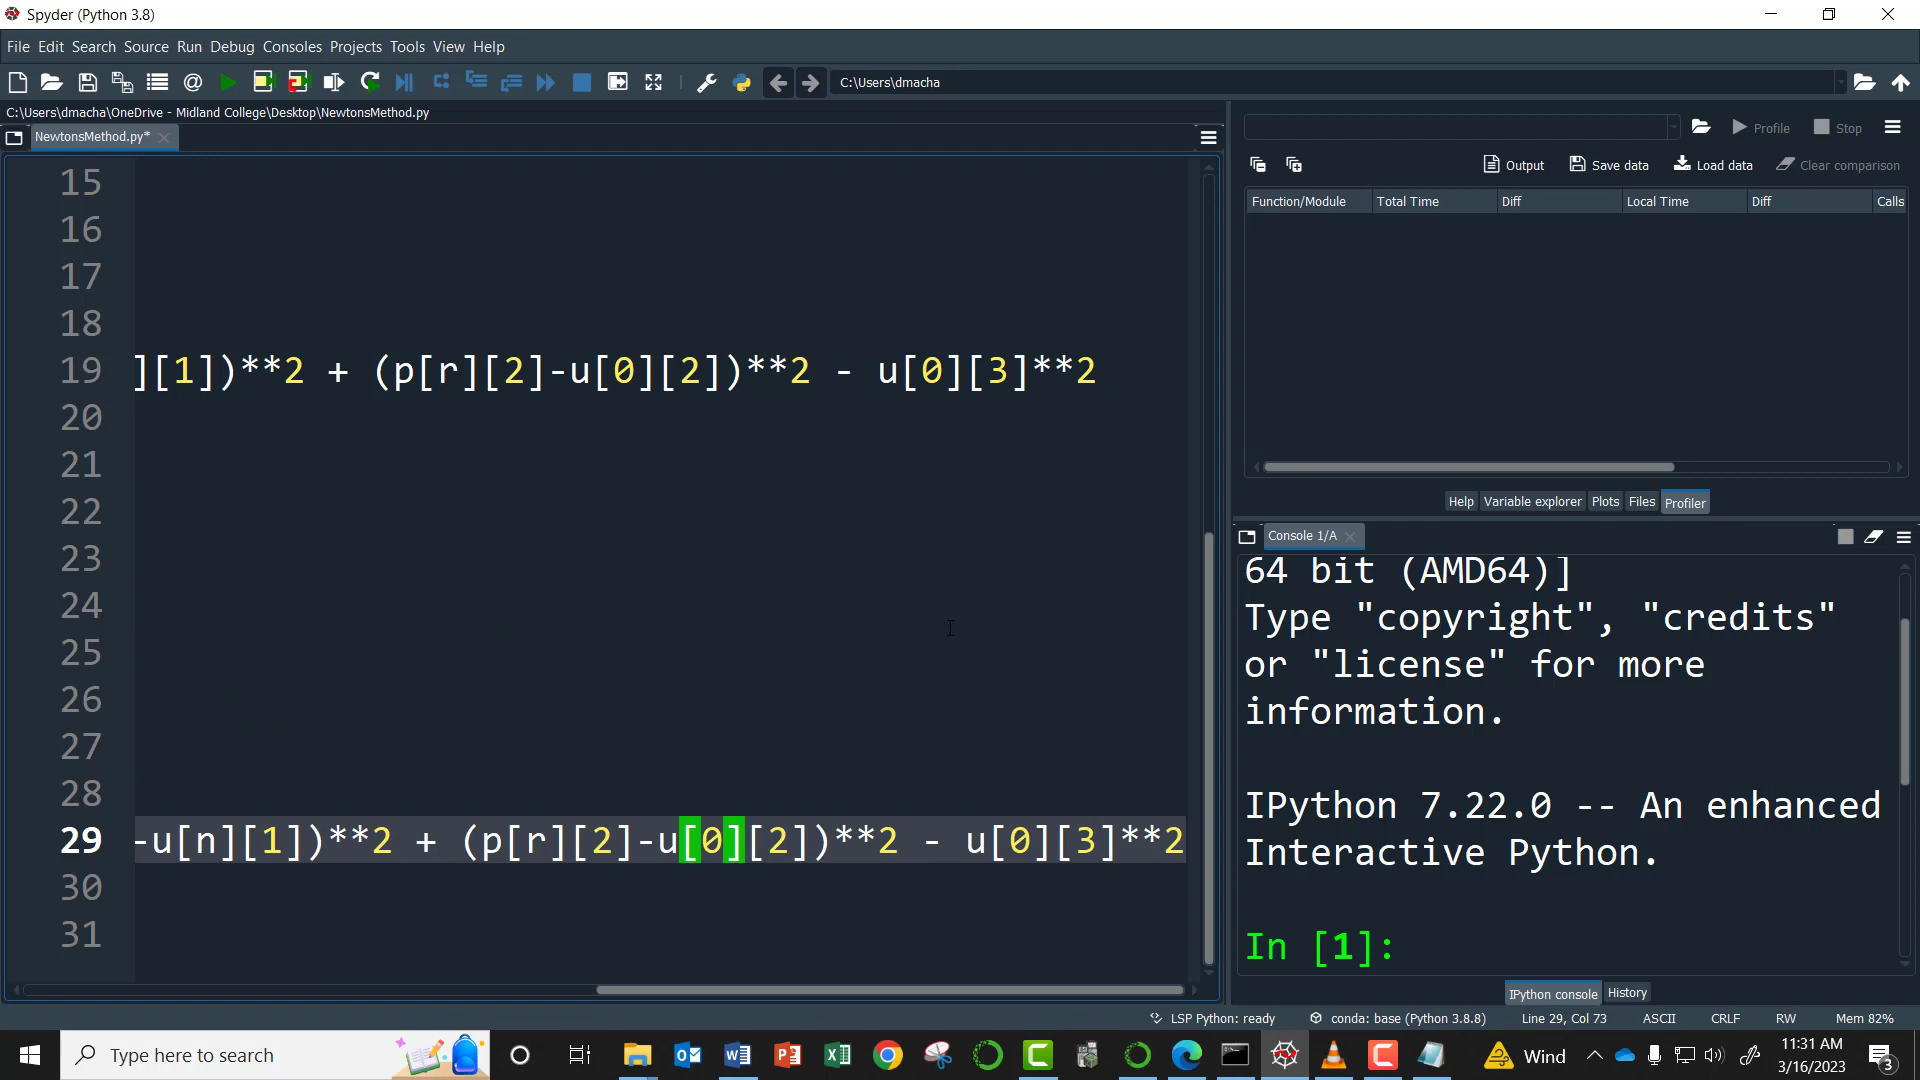 Spyder (Python 3.8)
File Edit Search Source Run Debug Consoles Projects Tools View Help
C:\Users\dmacha
C:\Users\dmacha\OneDrive - Midland College\Desktop\NewtonsMethod.py
NewtonsMethod.py*
15
16
17
18
19 ][1])**2 + (p[r][2]-u[0][2])**2 - u[0][3]**2
20
21
22
23
24
25
26
27
28
29 -u[n][1])**2 + (p[r][2]-u[0][2])**2 - u[0][3]**2
30
31
Profile Stop
Output Save data Load data Clear comparison
Function/Module Total Time Diff Local Time Diff Calls
Help Variable explorer Plots Files Profiler
Console 1/A
64 bit (AMD64)]
Type "copyright", "credits"
or "license" for more
information.
IPython 7.22.0 -- An enhanced
Interactive Python.
In [1]:
IPython console History
LSP Python: ready conda: base (Python 3.8.8) Line 29, Col 73 ASCII CRLF RW Mem 82%
Type here to search
Wind
11:31 AM
3/16/2023
3